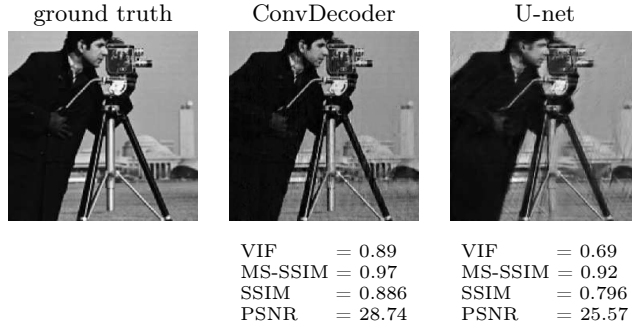 ground truth
ConvDecoder
U-net
VIF = 0.89
MS-SSIM = 0.97
SSIM = 0.886
PSNR = 28.74
VIF = 0.69
MS-SSIM = 0.92
SSIM = 0.796
PSNR = 25.57